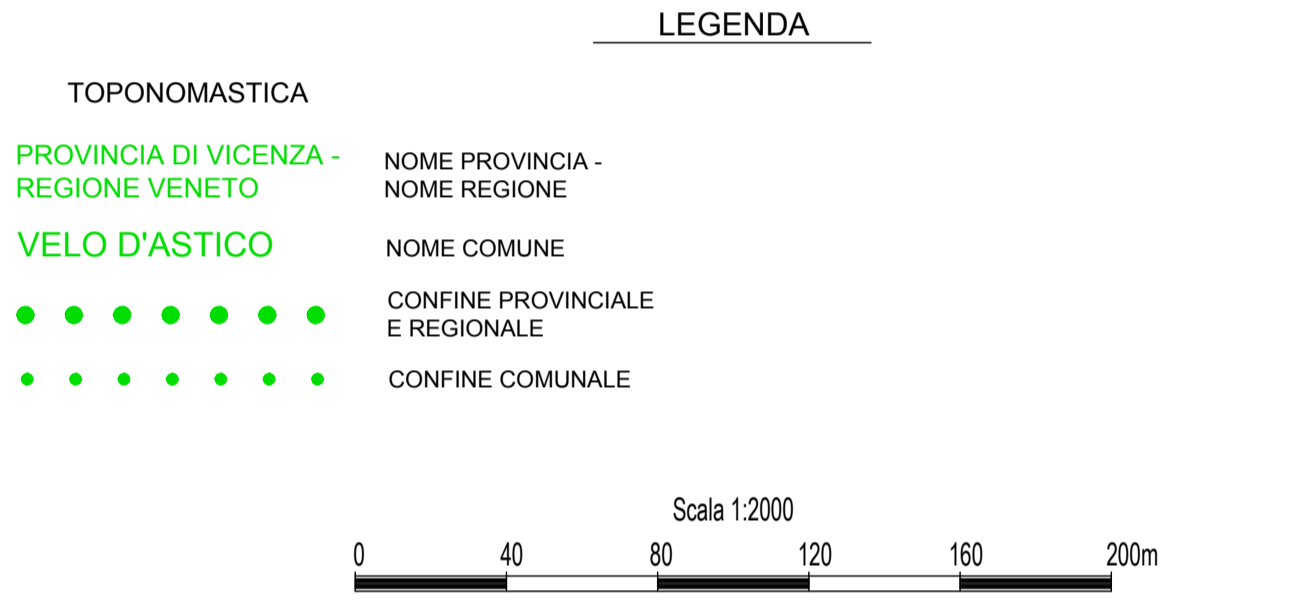 LEGENDA
TOPONOMASTICA
PROVINCIA DI VICENZA -
REGIONE VENETO
NOME PROVINCIA -
NOME REGIONE
VELO D'ASTICO
NOME COMUNE
CONFINE PROVINCIALE
E REGIONALE
CONFINE COMUNALE
Scala 1:2000
0 40 80 120 160 200m